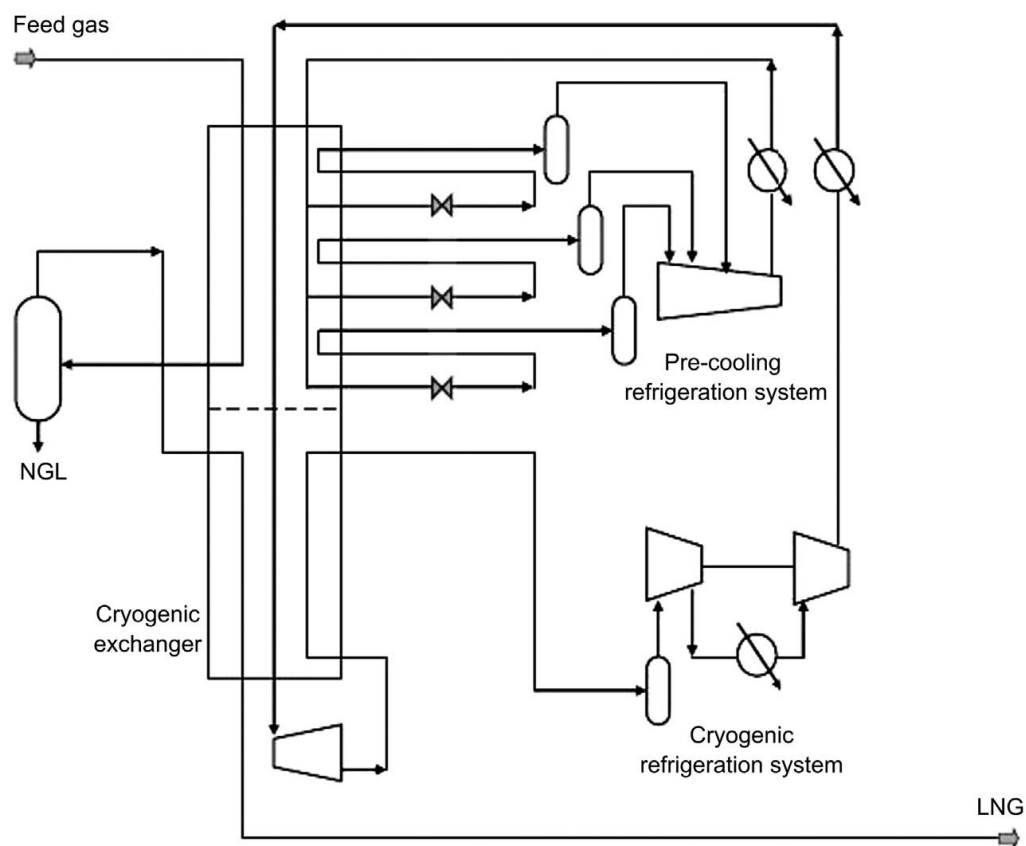 Feed gas
Pre-cooling
refrigeration system
NGL
Cryogenic
exchanger
Cryogenic
refrigeration system
LNG